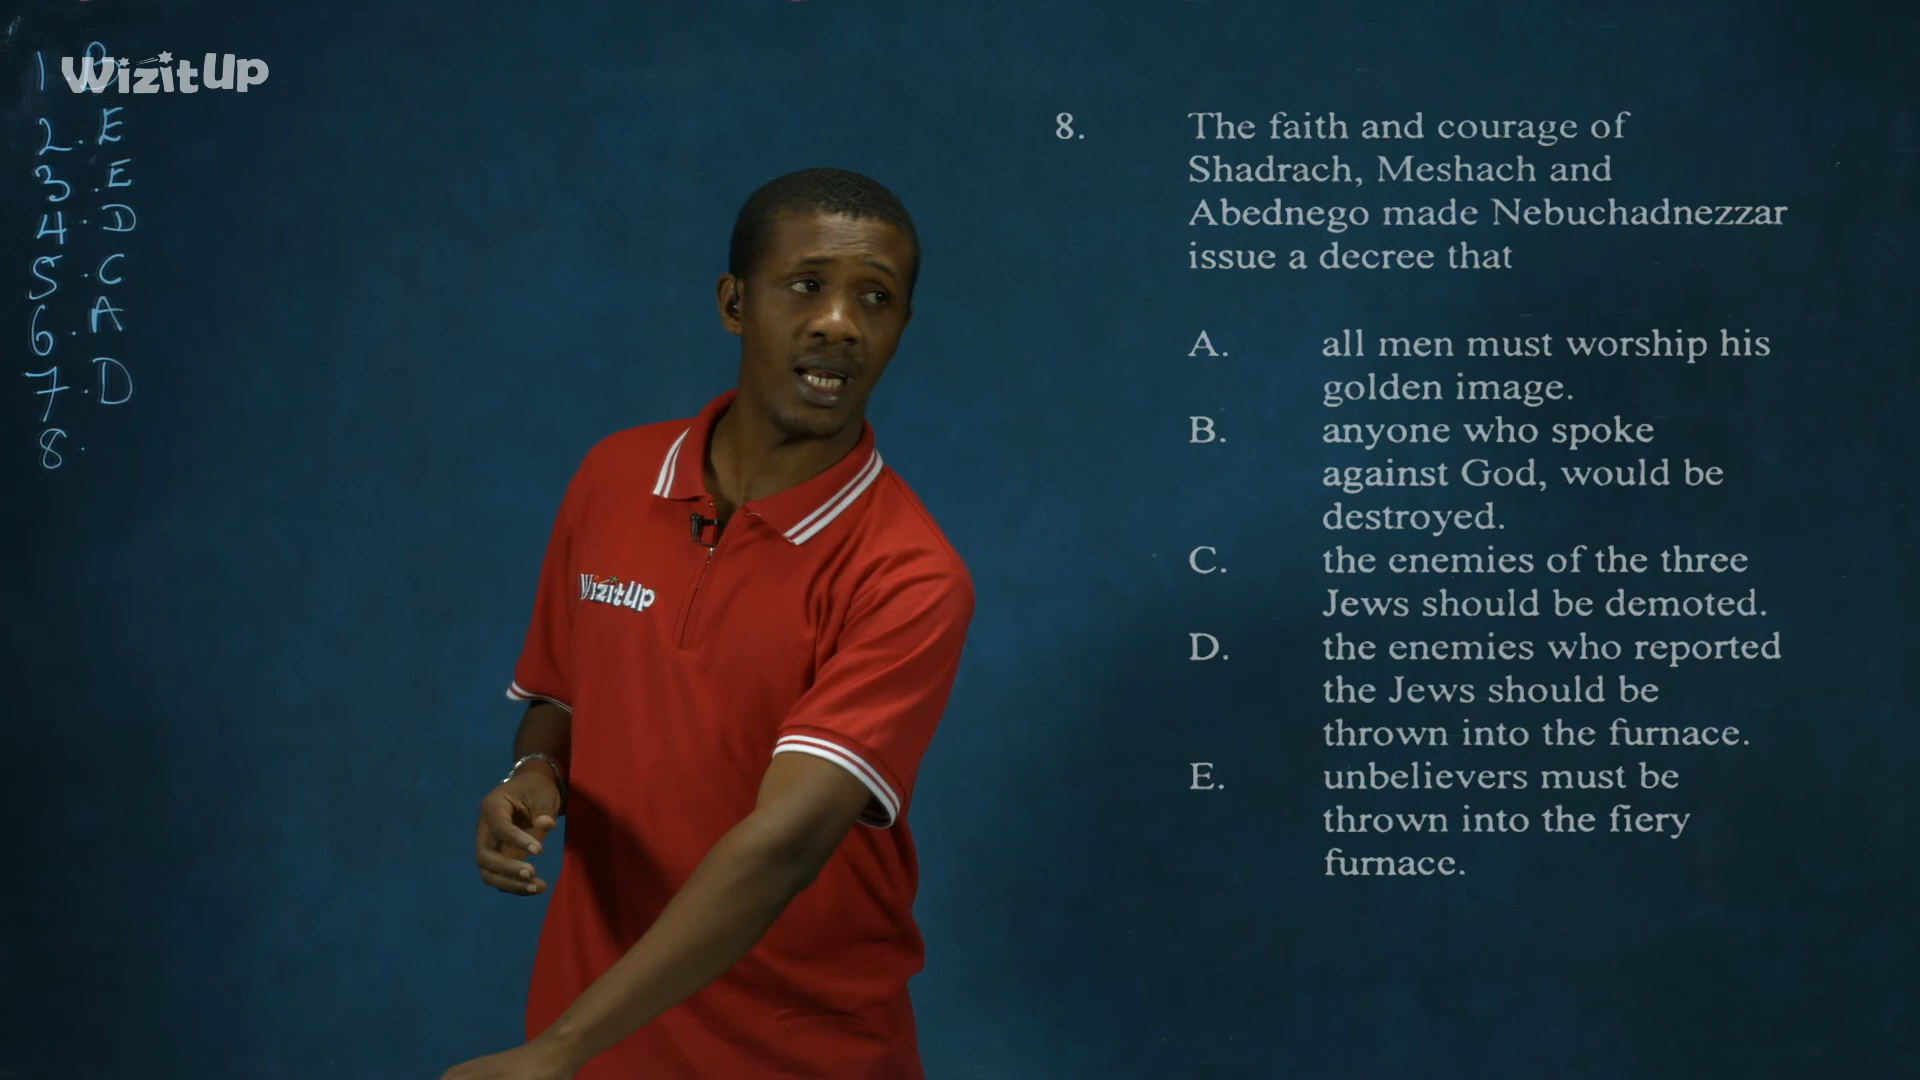 WizitUp
1. B
2. E
3. E
4. D
5. C
6. A
7. D
8.
WizitUp
8. The faith and courage of
Shadrach, Meshach and
Abednego made Nebuchadnezzar
issue a decree that
A. all men must worship his
golden image.
B. anyone who spoke
against God, would be
destroyed.
C. the enemies of the three
Jews should be demoted.
D. the enemies who reported
the Jews should be
thrown into the furnace.
E. unbelievers must be
thrown into the fiery
furnace.